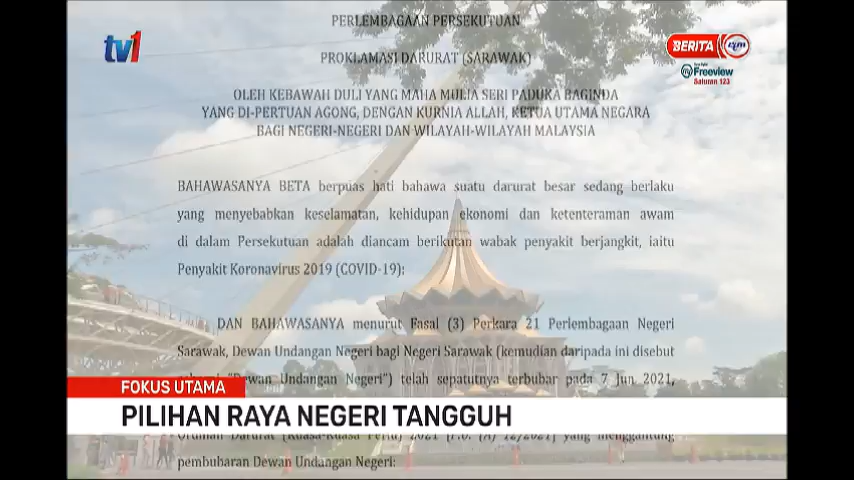 PERLEMBAGAAN PERSEKUTUAN
tv1
BERITA rtm
Freeview
Saluran 123
PROKLAMASI DARURAT (SARAWAK)
OLEH KEBAWAH DULI YANG MAHA MULIA SERI PADUKA BAGINDA
YANG DI-PERTUAN AGONG, DENGAN KURNIA ALLAH, KETUA UTAMA NEGARA
BAGI NEGERI-NEGERI DAN WILAYAH-WILAYAH MALAYSIA
BAHAWASANYA BETA berpuas hati bahawa suatu darurat besar sedang berlaku
yang menyebabkan keselamatan, kehidupan ekonomi dan ketenteraman awam
di dalam Persekutuan adalah diancam berikutan wabak penyakit berjangkit, iaitu
Penyakit Koronavirus 2019 (COVID-19):
DAN BAHAWASANYA menurut Fasal (3) Perkara 21 Perlembagaan Negeri
Sarawak, Dewan Undangan Negeri bagi Negeri Sarawak (kemudian daripada ini disebut
"Dewan Undangan Negeri") telah sepatutnya terbubar pada 7 Jun 2021,
FOKUS UTAMA
PILIHAN RAYA NEGERI TANGGUH
2021 yang menggantung
pembubaran Dewan Undangan Negeri: